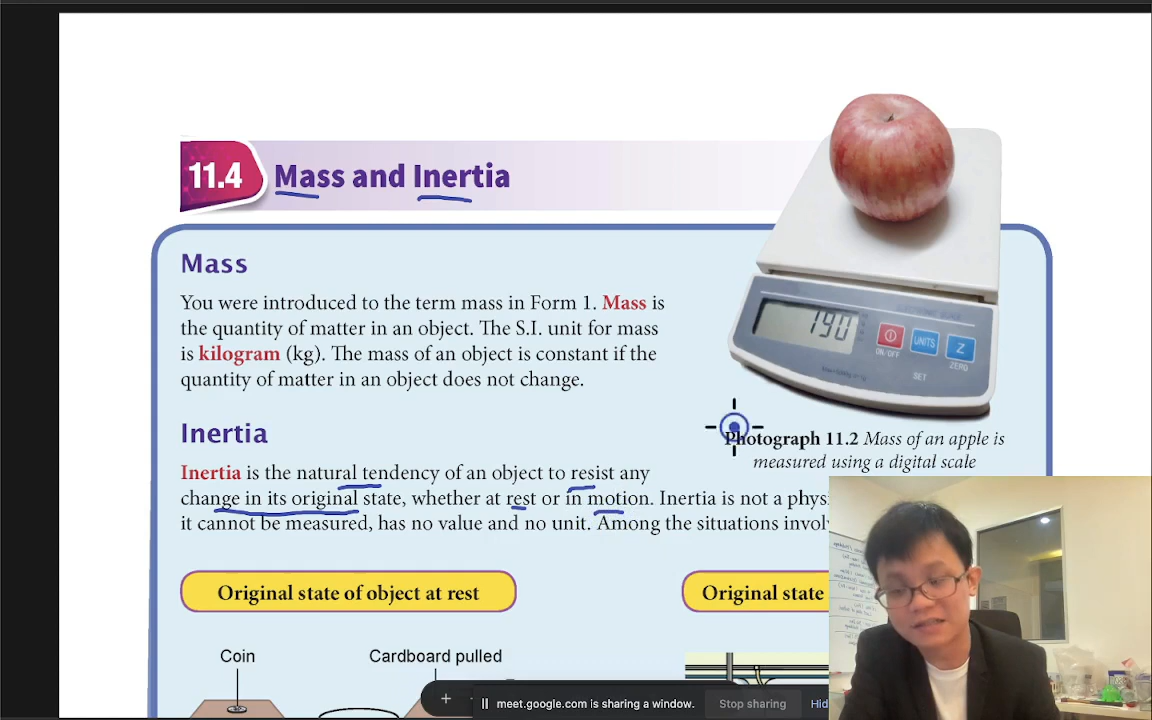 11.4 Mass and Inertia
Mass
You were introduced to the term mass in Form 1. Mass is
the quantity of matter in an object. The S.I. unit for mass
is kilogram (kg). The mass of an object is constant if the
quantity of matter in an object does not change.
190
ON/OFF
UNITS
SET
Z
ZERO
Photograph 11.2 Mass of an apple is
measured using a digital scale
Inertia
Inertia is the natural tendency of an object to resist any
change in its original state, whether at rest or in motion. Inertia is not a physi
it cannot be measured, has no value and no unit. Among the situations invol
Original state of object at rest
Original state
Coin
Cardboard pulled
meet.google.com is sharing a window.
Stop sharing
Hid